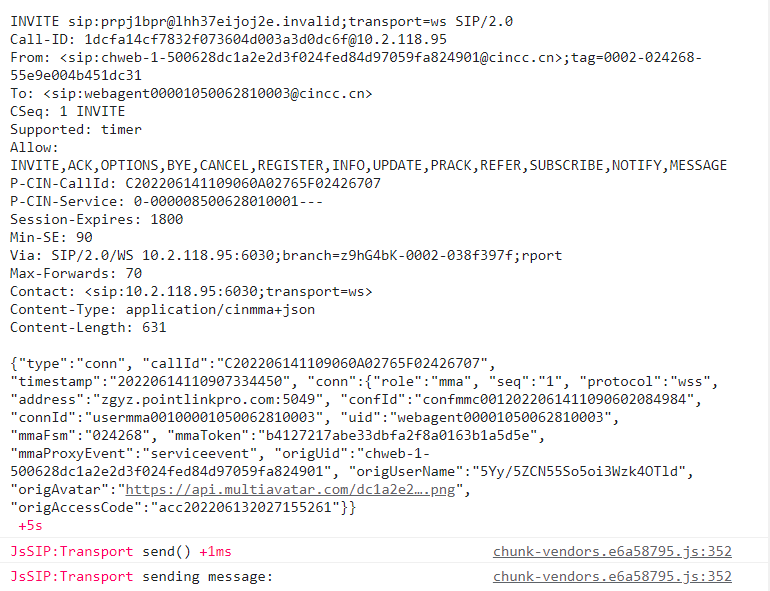 INVITE sip:prpj1bpr@lhh37eijoj2e.invalid;transport=ws SIP/2.0
Call-ID: 1dcfa14cf7832f073604d003a3d0dc6f@10.2.118.95
From: <sip:chweb-1-500628dc1a2e2d3f024fed84d97059fa824901@cincc.cn>;tag=0002-024268-
55e9e004b451dc31
To: <sip:webagent00001050062810003@cincc.cn>
CSeq: 1 INVITE
Supported: timer
Allow:
INVITE,ACK,OPTIONS,BYE,CANCEL,REGISTER,INFO,UPDATE,PRACK,REFER,SUBSCRIBE,NOTIFY,MESSAGE
P-CIN-CallId: C202206141109060A02765F02426707
P-CIN-Service: 0-000008500628010001---
Session-Expires: 1800
Min-SE: 90
Via: SIP/2.0/WS 10.2.118.95:6030;branch=z9hG4bK-0002-038f397f;rport
Max-Forwards: 70
Contact: <sip:10.2.118.95:6030;transport=ws>
Content-Type: application/cinmma+json
Content-Length: 631
{"type":"conn", "callId":"C202206141109060A02765F02426707",
"timestamp":"20220614110907334450", "conn":{"role":"mma", "seq":"1", "protocol":"wss",
"address":"zgyz.pointlinkpro.com:5049", "confId":"confmmc0012022061411090602084984",
"connId":"usermma00100001050062810003", "uid":"webagent00001050062810003",
"mmaFsm":"024268", "mmaToken":"b4127217abe33dbfa2f8a0163b1a5d5e",
"mmaProxyEvent":"serviceevent", "origUid":"chweb-1-
500628dc1a2e2d3f024fed84d97059fa824901", "origUserName":"5Yy/5ZCN55So5oi3Wzk4OTld",
"origAvatar":"https://api.multiavatar.com/dc1a2e2….png",
"origAccessCode":"acc202206132027155261"}}
+5s
JsSIP:Transport send() +1ms chunk-vendors.e6a58795.js:352
JsSIP:Transport sending message: chunk-vendors.e6a58795.js:352